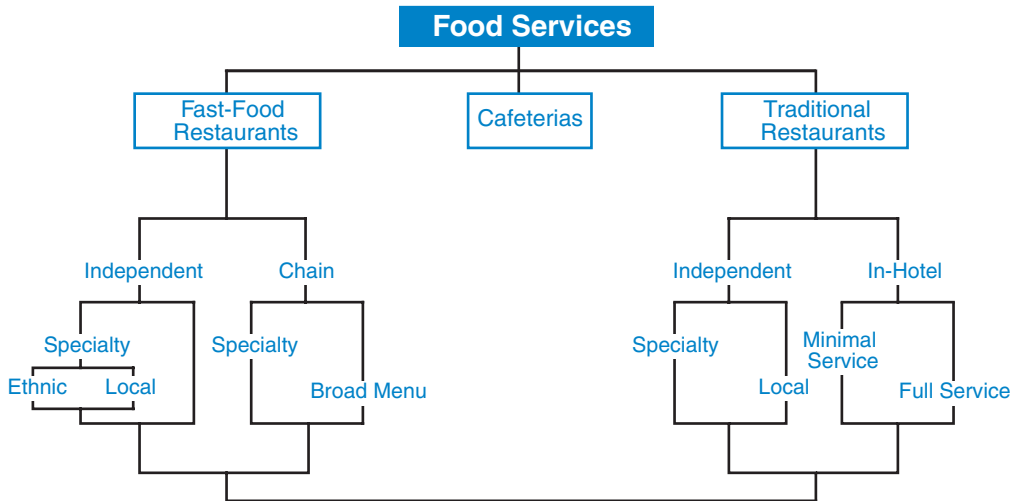 Food Services
Fast-Food
Restaurants
Cafeterias
Traditional
Restaurants
Independent
Chain
Independent
In-Hotel
Specialty
Specialty
Specialty
Minimal
Service
Ethnic
Local
Broad Menu
Local
Full Service